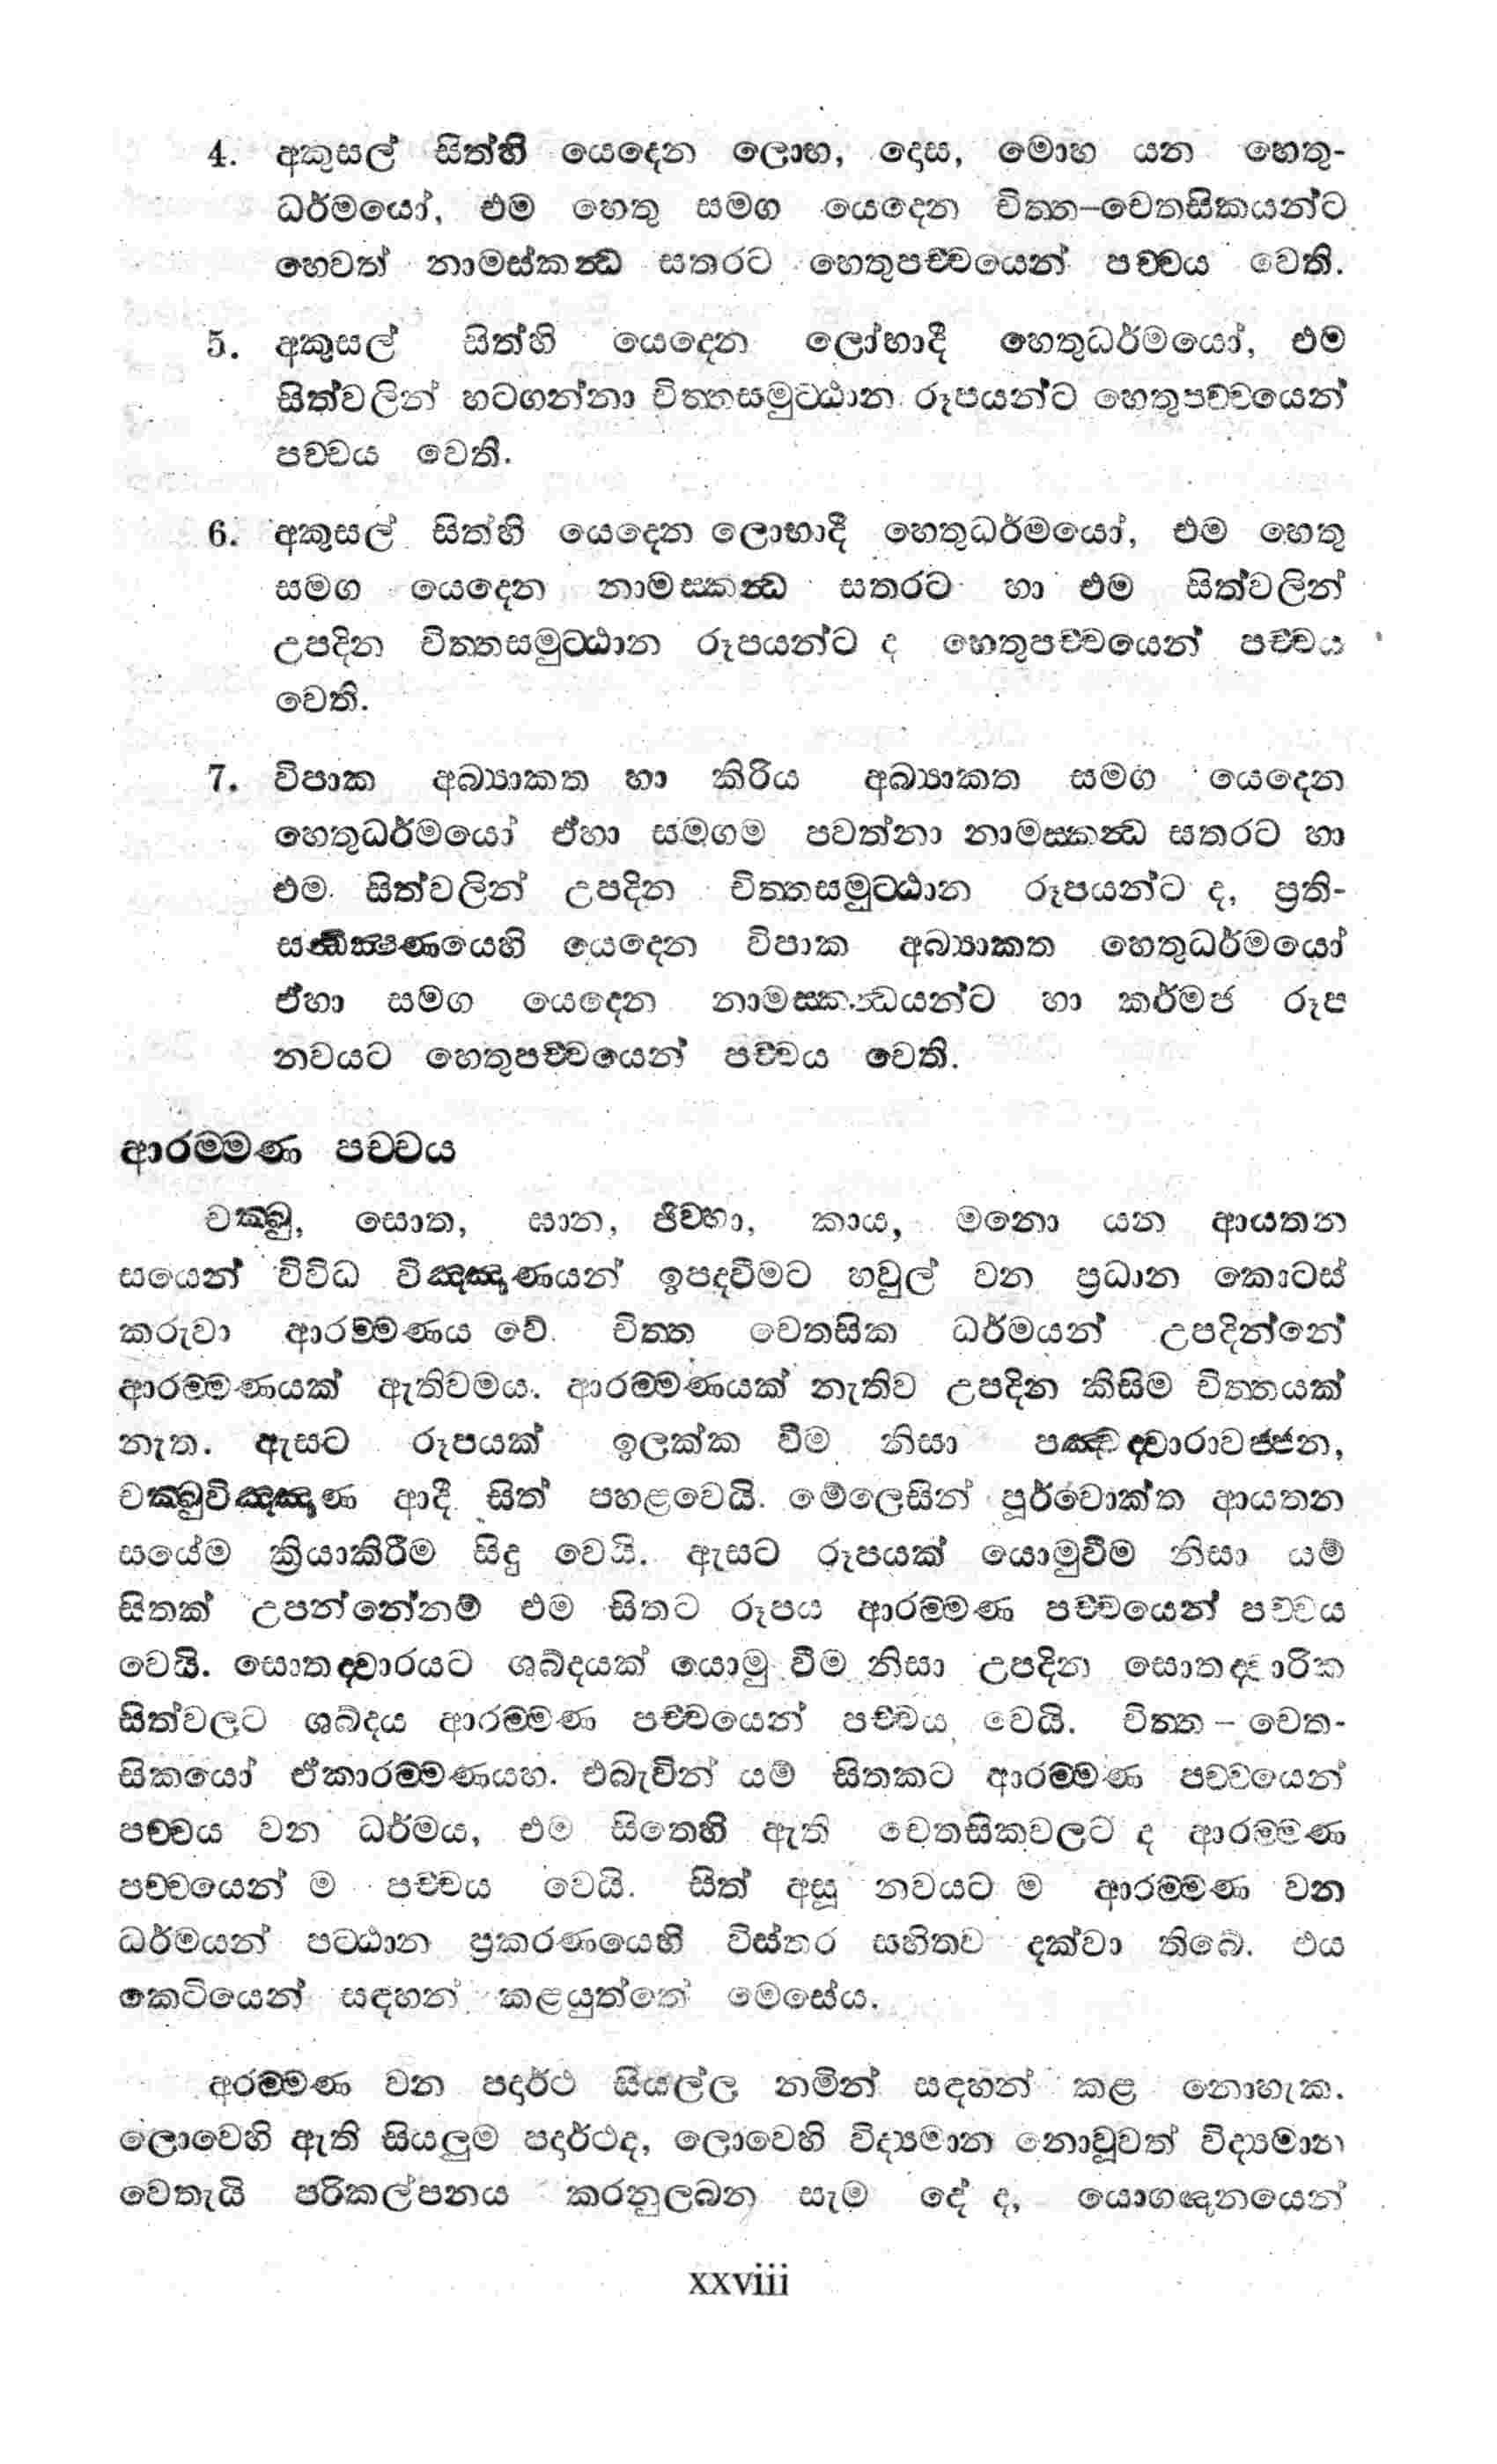 4. අකුසල් සිත්හි යෙදෙන ලොභ, දොස, මොහ යන හෙතු-
ධර්මයෝ, එම හෙතු සමග යෙදෙන චිත්ත–චෙතසිකයන්ට
හෙවත් නාමස්කන්‍ධ සතරට හෙතුපච්චයෙන් පච්චය වෙති.
5. අකුසල් සිත්හි යෙදෙන ලෝභාදී හෙතුධර්මයෝ, එම
සිත්වලින් හටගන්නා චිත්තසමුට්ඨාන රූපයන්ට හෙතුපච්චයෙන්
පච්චය වෙති.
6. අකුසල් සිත්හි යෙදෙන ලොභාදී හෙතුධර්මයෝ, එම හෙතු
සමග යෙදෙන නාමස්කන්‍ධ සතරට හා එම සිත්වලින්
උපදින චිත්තසමුට්ඨාන රූපයන්ට ද හෙතුපච්චයෙන් පච්චය
වෙති.
7. විපාක අබ්‍යාකත හා කිරිය අබ්‍යාකත සමග යෙදෙන
හෙතුධර්මයෝ ඒහා සමගම පවත්නා නාමස්කන්‍ධ සතරට හා
එම සිත්වලින් උපදින චිත්තසමුට්ඨාන රූපයන්ට ද, ප්‍රති-
සන්‍ධික්‍ෂණයෙහි යෙදෙන විපාක අබ්‍යාකත හෙතුධර්මයෝ
ඒහා සමග යෙදෙන නාමස්කන්‍ධයන්ට හා කර්මජ රූප
නවයට හෙතුපච්චයෙන් පච්චය වෙති.
ආරම්මණ පච්චය
චක්ඛු, සොත, ඝාන, ජිව්හා, කාය, මනො යන ආයතන
සයෙන් විවිධ විඤ්ඤාණයන් ඉපදවීමට හවුල් වන ප්‍රධාන කොටස්
කරුවා ආරම්මණය වේ. චිත්ත චෙතසික ධර්මයන් උපදින්නේ
ආරම්මණයක් ඇතිවමය. ආරම්මණයක් නැතිව උපදින කිසිම චිත්තයක්
නැත. ඇසට රූපයක් ඉලක්ක වීම නිසා පඤ්චද්වාරාවජ්ජන,
චක්ඛුවිඤ්ඤාණ ආදී සිත් පහළවෙයි. මේලෙසින් පූර්වොක්ත ආයතන
සයේම ක්‍රියාකිරීම සිදු වෙයි. ඇසට රූපයක් යොමුවීම නිසා යම්
සිතක් උපන්නේනම් එම සිතට රූපය ආරම්මණ පච්චයෙන් පච්චය
වෙයි. සොතද්වාරයට ශබ්දයක් යොමු වීම නිසා උපදින සොතද්වාරික
සිත්වලට ශබ්දය ආරම්මණ පච්චයෙන් පච්චය වෙයි. චිත්ත – චෙත-
සිකයෝ ඒකාරම්මණයහ. එබැවින් යම් සිතකට ආරම්මණ පච්චයෙන්
පච්චය වන ධර්මය, එම සිතෙහි ඇති චෙතසිකවලට ද ආරම්මණ
පච්චයෙන් ම පච්චය වෙයි. සිත් අසූ නවයට ම ආරම්මණ වන
ධර්මයන් පට්ඨාන ප්‍රකරණයෙහි විස්තර සහිතව දක්වා තිබේ. එය
කෙටියෙන් සඳහන් කළයුත්තේ මෙසේය.
අරම්මණ වන පදාර්ථ සියල්ල නමින් සඳහන් කළ නොහැක.
ලොවෙහි ඇති සියලුම පදාර්ථද, ලොවෙහි විද්‍යමාන නොවූවත් විද්‍යමාන
වෙතැයි පරිකල්පනය කරනුලබන සැම දේ ද, යොගඥානයෙන්
xxviii